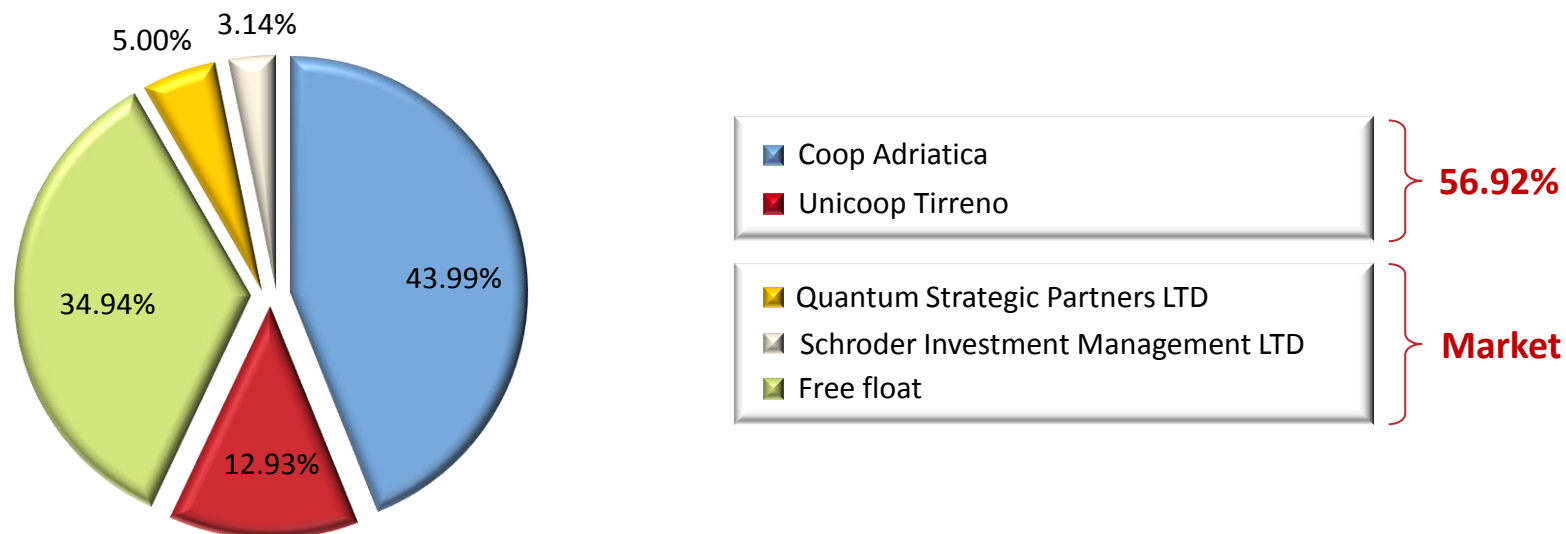 3.14%
5.00%
43.99%
34.94%
12.93%
Coop Adriatica
Unicoop Tirreno
56.92%
Quantum Strategic Partners LTD
Schroder Investment Management LTD
Free float
Market